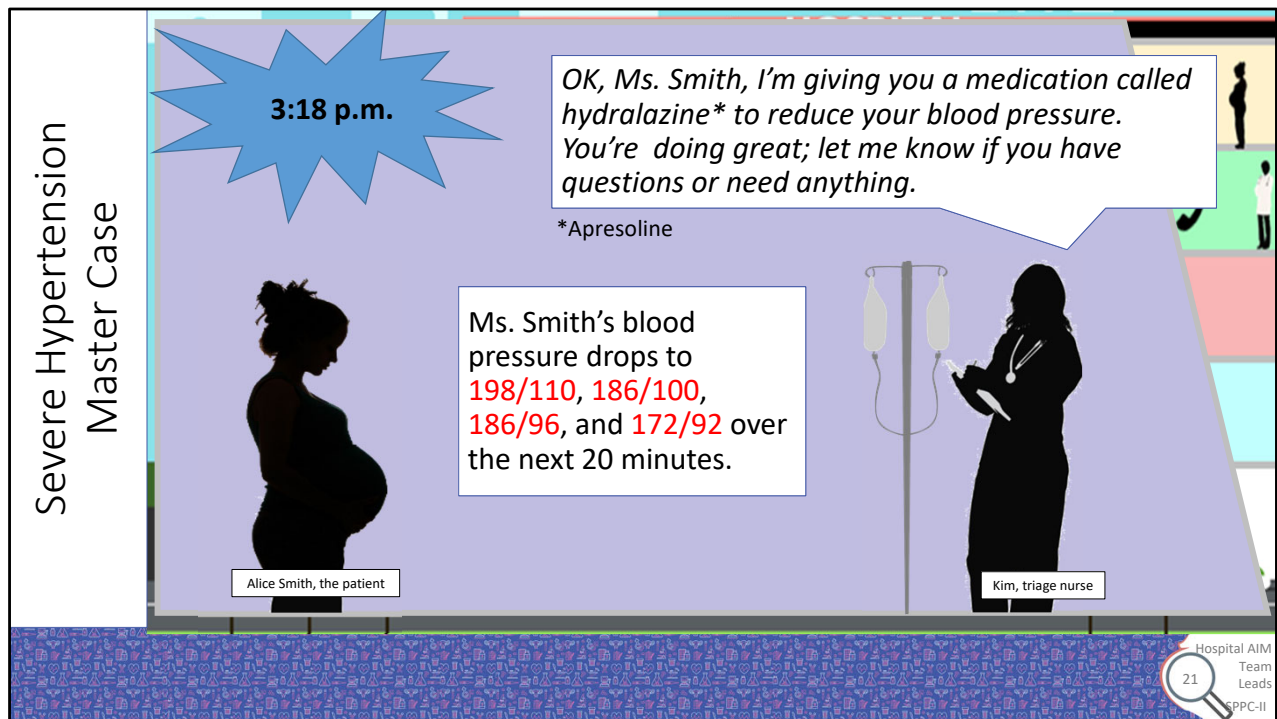 Severe Hypertension
Master Case
3:18 p.m.
OK, Ms. Smith, I’m giving you a medication called
hydralazine* to reduce your blood pressure.
You’re  doing great; let me know if you have
questions or need anything.
*Apresoline
Ms. Smith’s blood
pressure drops to
198/110, 186/100,
186/96, and 172/92 over
the next 20 minutes.
Alice Smith, the patient
Kim, triage nurse
Hospital AIM
Team
Leads
SPPC-II
21